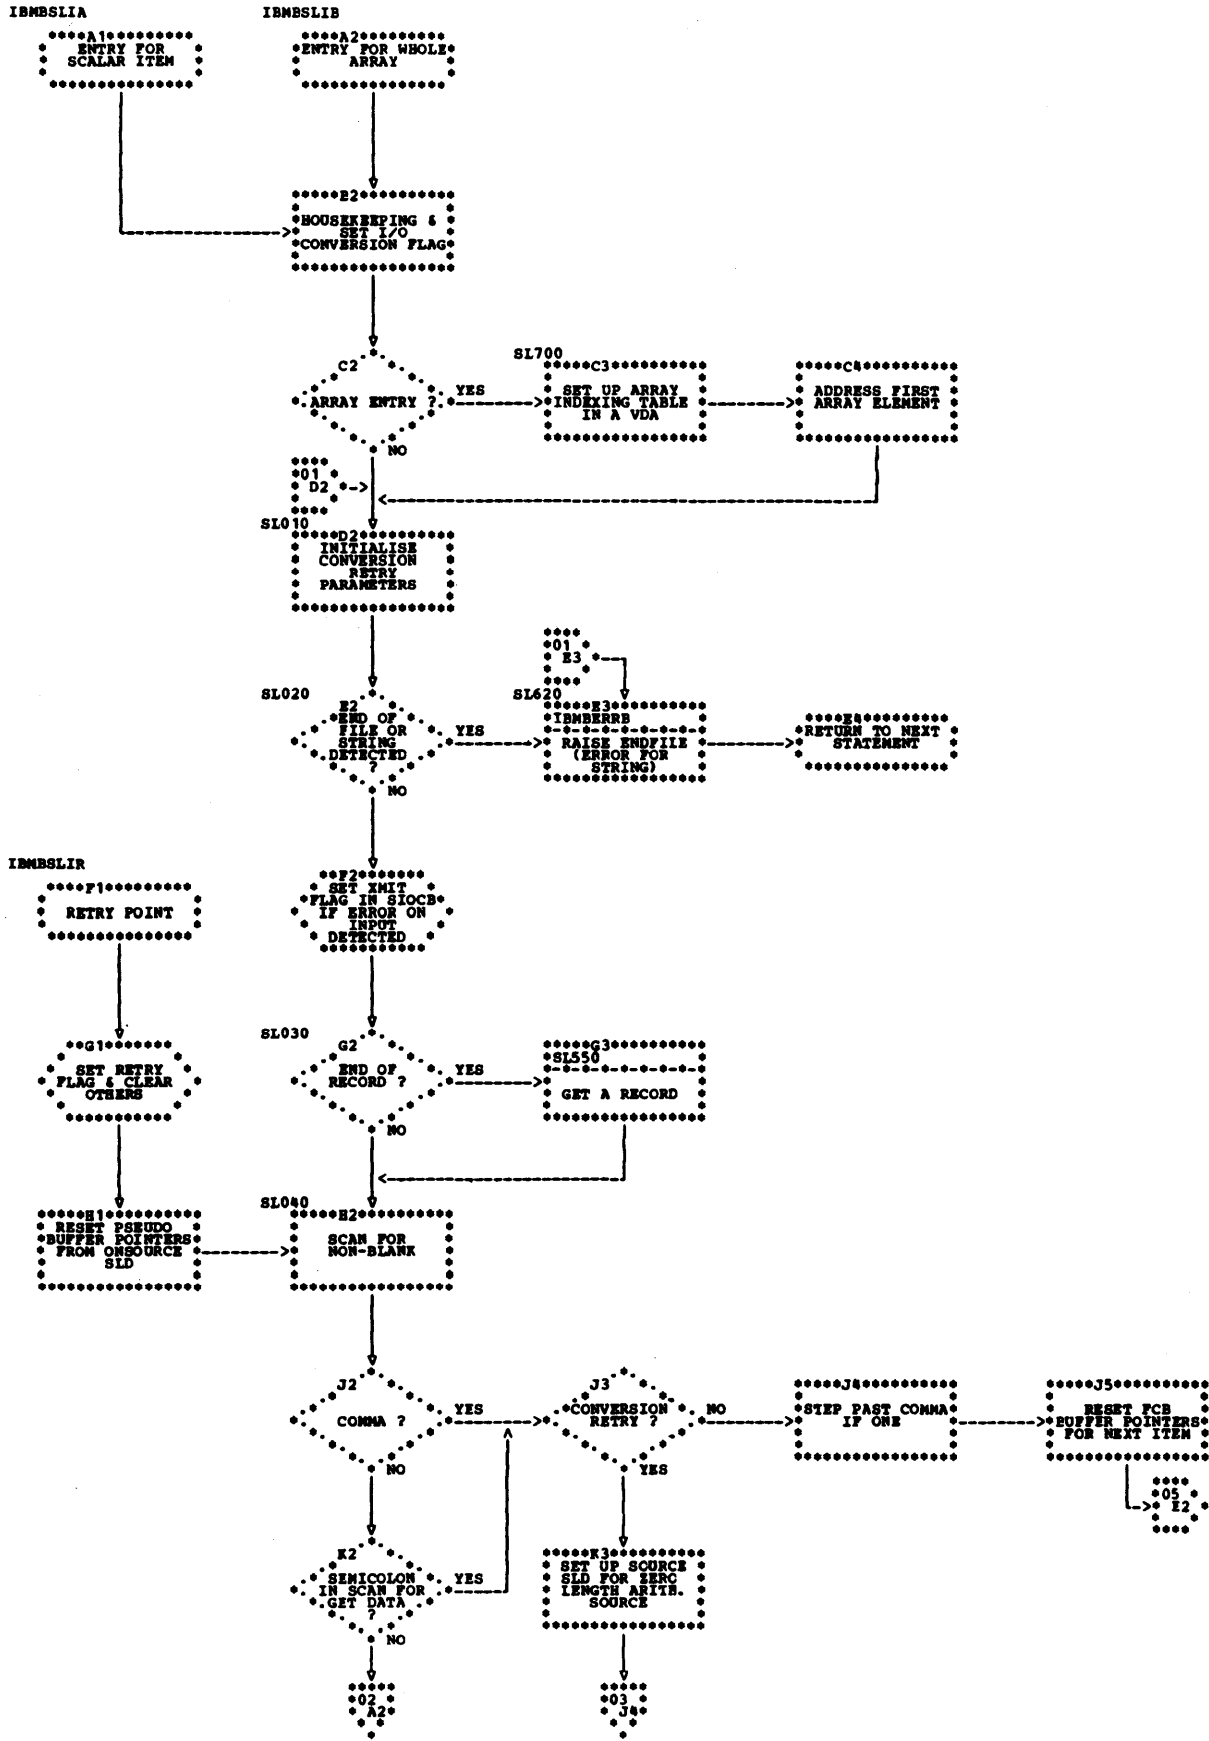 IBMBSLIA
IBMBSLIB
A1
ENTRY FOR
SCALAR ITEM
A2
ENTRY FOR WHOLE
ARRAY
B2
HOUSEKEEPING &
SET I/O
CONVERSION FLAG
C2
ARRAY ENTRY ?
YES
NO
SL700
C3
SET UP ARRAY
INDEXING TABLE
IN A VDA
C4
ADDRESS FIRST
ARRAY ELEMENT
01
D2
SL010
D2
INITIALISE
CONVERSION
RETRY
PARAMETERS
01
E3
SL020
E2
END OF
FILE OR
STRING
DETECTED
?
YES
NO
SL620
E3
IBMBERRB
RAISE ENDFILE
(ERROR FOR
STRING)
E4
RETURN TO NEXT
STATEMENT
IBMBSLIR
F1
RETRY POINT
F2
SET XMIT
FLAG IN SIOCB
IF ERROR ON
INPUT
DETECTED
G1
SET RETRY
FLAG & CLEAR
OTHERS
SL030
G2
END OF
RECORD ?
YES
NO
G3
SL550
GET A RECORD
H1
RESET PSEUDO
BUFFER POINTERS
FROM ONSOURCE
SLD
SL040
H2
SCAN FOR
NON-BLANK
J2
COMMA ?
YES
NO
J3
CONVERSION
RETRY ?
NO
YES
J4
STEP PAST COMMA
IF ONE
J5
RESET FCB
BUFFER POINTERS
FOR NEXT ITEM
05
E2
K2
SEMICOLON
IN SCAN FOR
GET DATA
?
YES
NO
K3
SET UP SOURCE
SLD FOR ZERO
LENGTH ARITH.
SOURCE
02
A2
03
J4